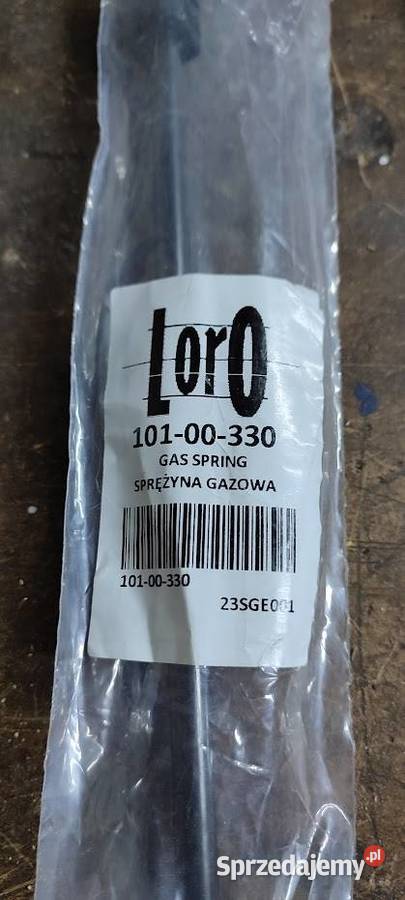 LorO
101-00-330
GAS SPRING
SPRĘŻYNA GAZOWA
101-00-330
23SGE001
Sprzedajemy.pl